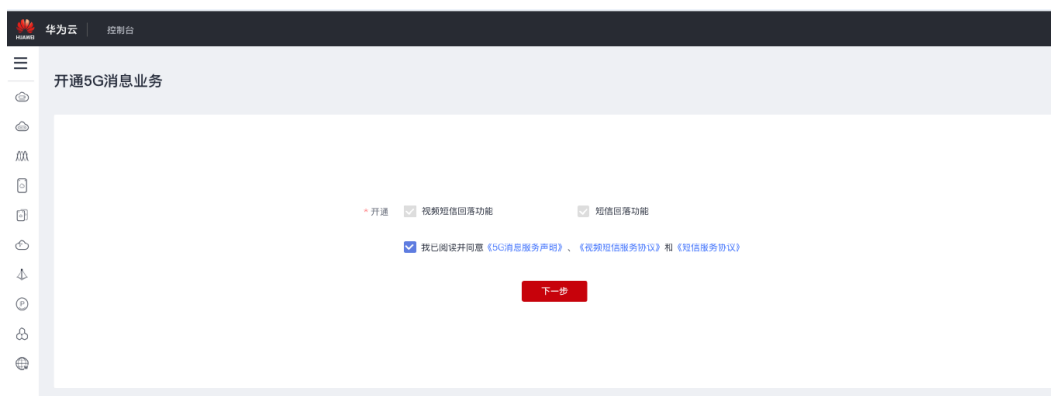 HUAWEI 华为云 控制台
开通5G消息业务
* 开通 视频短信回落功能 短信回落功能
我已阅读并同意《5G消息服务声明》、《视频短信服务协议》和《短信服务协议》
下一步